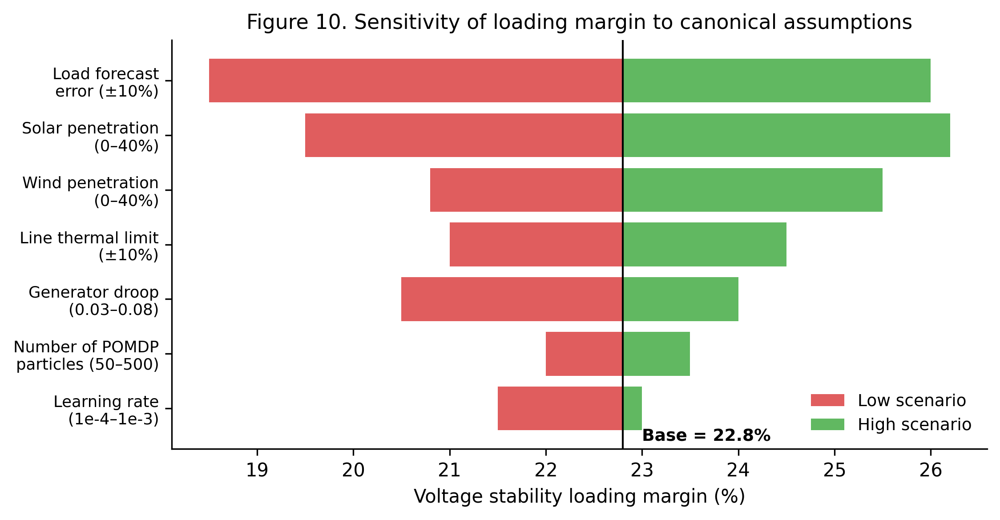 Figure 10. Sensitivity of loading margin to canonical assumptions
Load forecast
error (±10%)
Solar penetration
(0–40%)
Wind penetration
(0–40%)
Line thermal limit
(±10%)
Generator droop
(0.03–0.08)
Number of POMDP
particles (50–500)
Learning rate
(1e-4–1e-3)
Low scenario
High scenario
Base = 22.8%
19 20 21 22 23 24 25 26
Voltage stability loading margin (%)